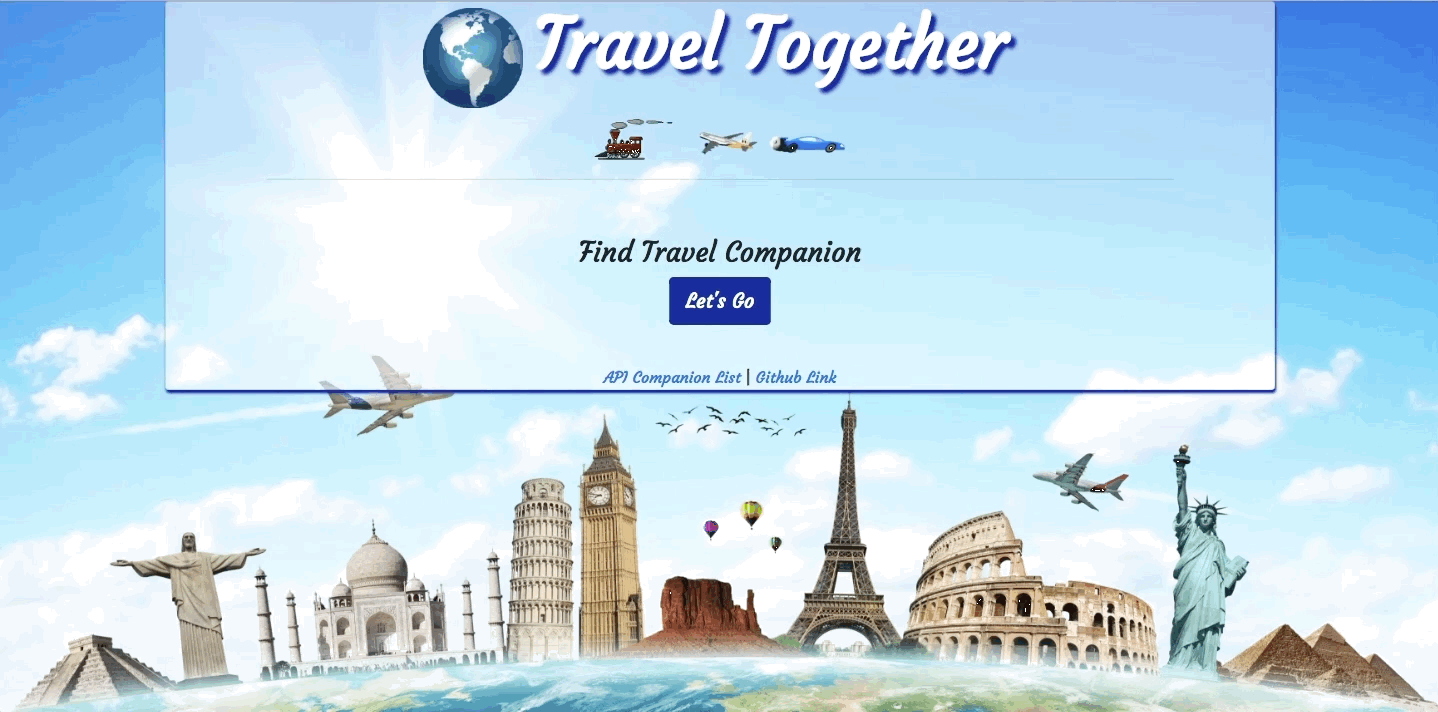 Travel Together
Find Travel Companion
Let's Go
API Companion List | Github Link